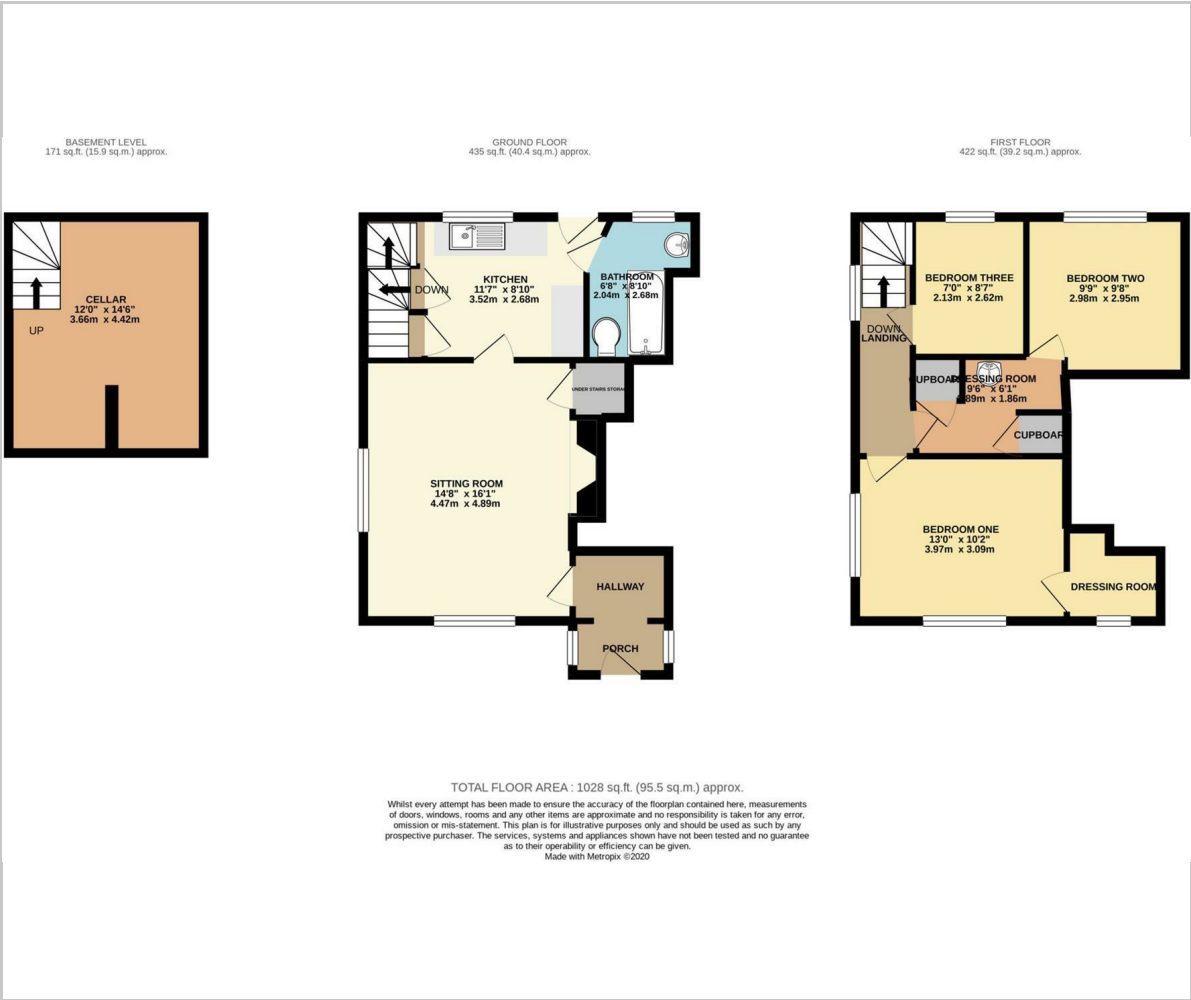 BASEMENT LEVEL
171 sq.ft. (15.9 sq.m.) approx.
CELLAR
12'0" x 14'6"
3.66m x 4.42m
UP
GROUND FLOOR
435 sq.ft. (40.4 sq.m.) approx.
KITCHEN
11'7" x 8'10"
3.52m x 2.68m
DOWN
BATHROOM
6'8" x 8'10"
2.04m x 2.68m
UNDER STAIRS STORAG
SITTING ROOM
14'8" x 16'1"
4.47m x 4.89m
HALLWAY
PORCH
FIRST FLOOR
422 sq.ft. (39.2 sq.m.) approx.
BEDROOM THREE
7'0" x 8'7"
2.13m x 2.62m
BEDROOM TWO
9'9" x 9'8"
2.98m x 2.95m
DOWN
LANDING
CUPBOAR
ESSING ROOM
9'6" x 6'1"
89m x 1.86m
CUPBOAR
BEDROOM ONE
13'0" x 10'2"
3.97m x 3.09m
DRESSING ROOM
TOTAL FLOOR AREA : 1028 sq.ft. (95.5 sq.m.) approx.
Whilst every attempt has been made to ensure the accuracy of the floorplan contained here, measurements
of doors, windows, rooms and any other items are approximate and no responsibility is taken for any error,
omission or mis-statement. This plan is for illustrative purposes only and should be used as such by any
prospective purchaser. The services, systems and appliances shown have not been tested and no guarantee
as to their operability or efficiency can be given.
Made with Metropix ©2020